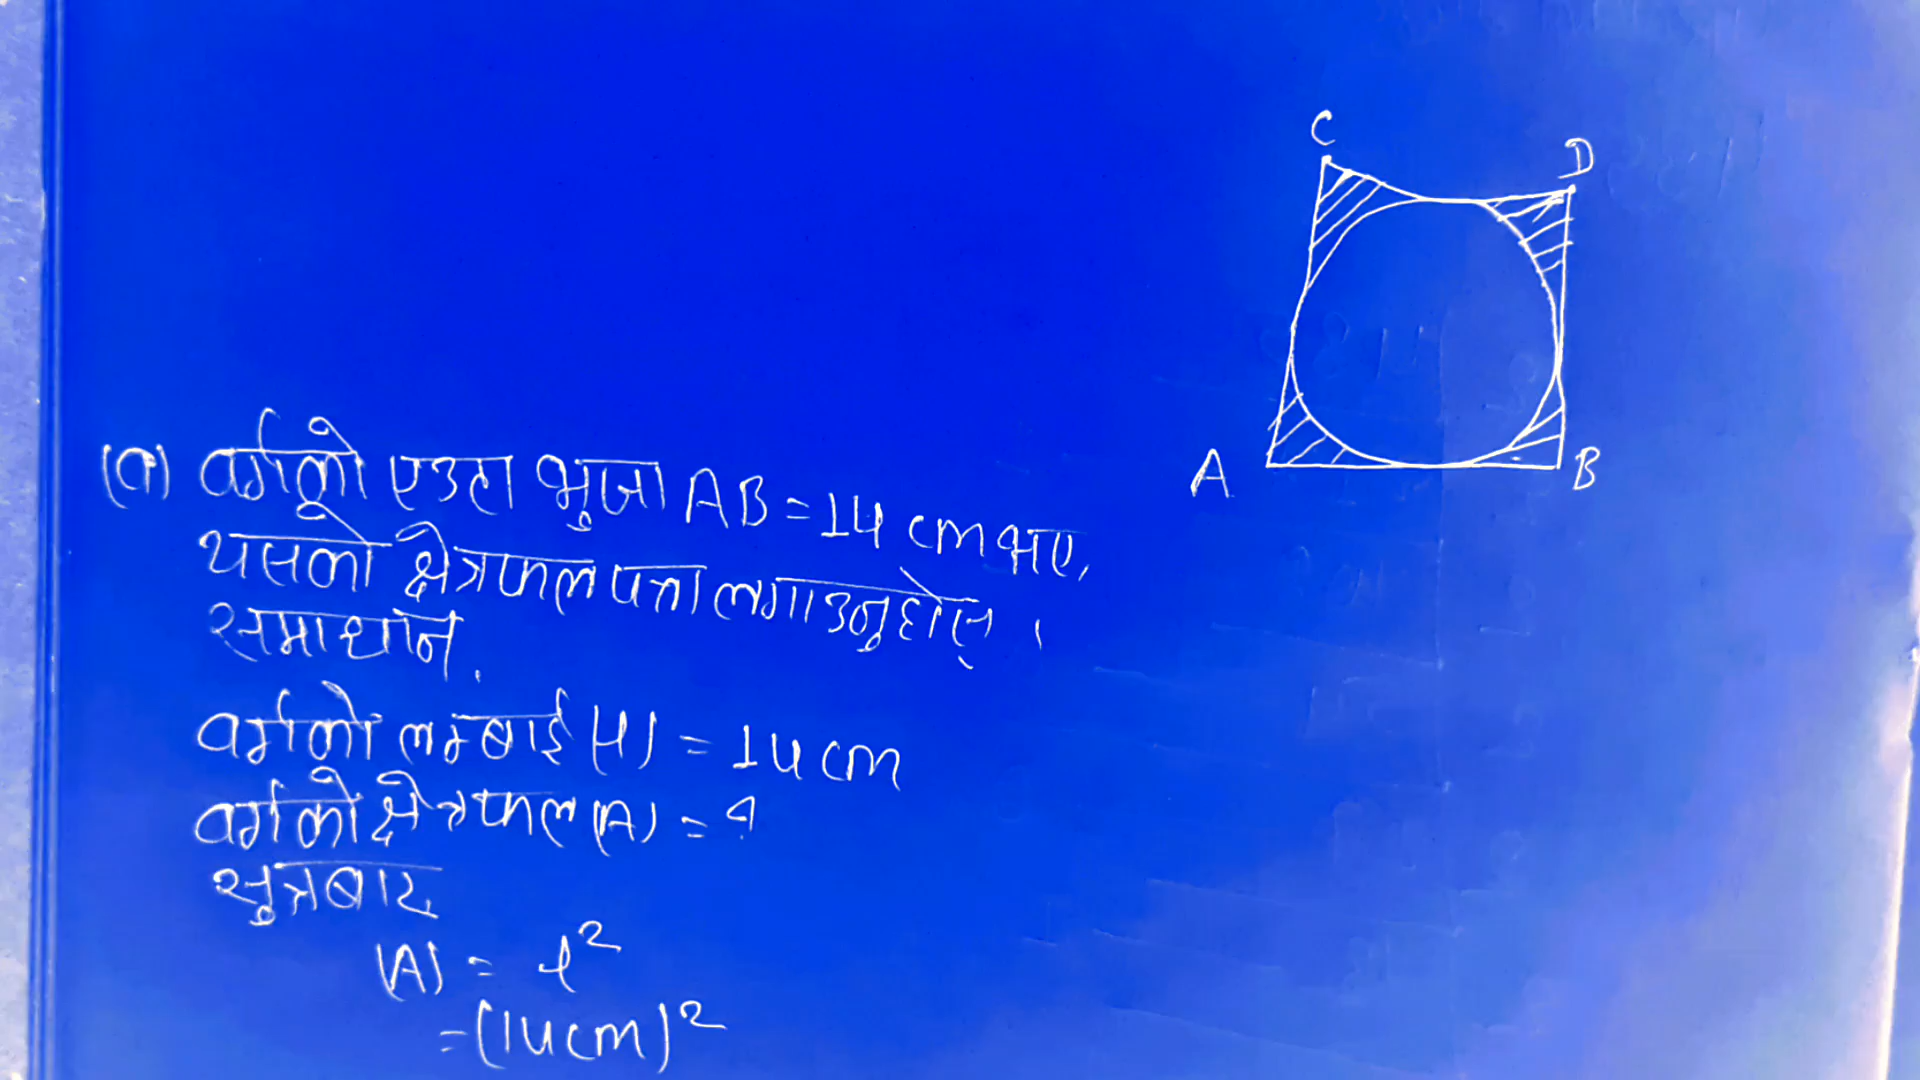 C
D
A
B
(a) वर्गको एउटा भुजा AB = 14 cm भए,
यसको क्षेत्रफल पत्ता लगाउनुहोस् ।
समाधान,
वर्गको लम्बाई (l) = 14 cm
वर्गको क्षेत्रफल (A) = ?
सुत्रबाट
(A) = l²
= (14cm)²